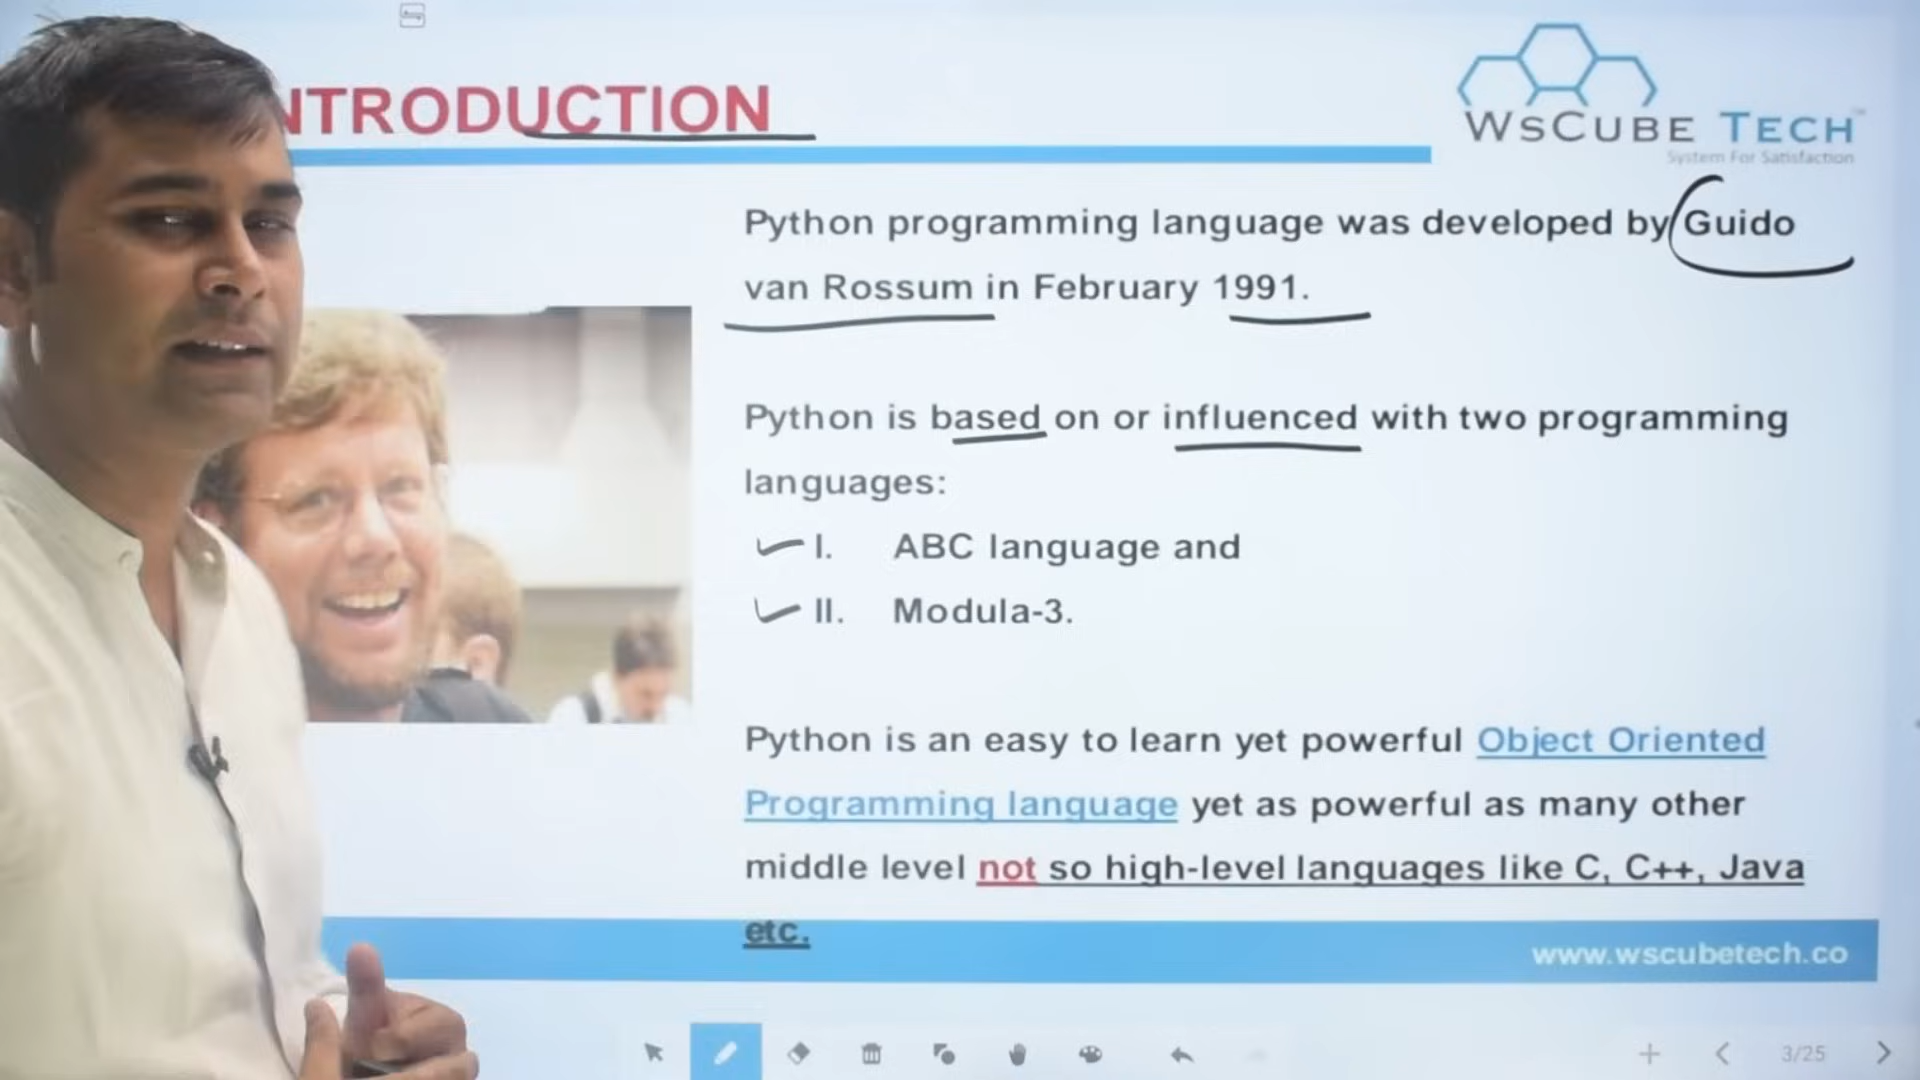 NTRODUCTION
WSCUBE TECH
System For Satisfaction
Python programming language was developed by Guido
van Rossum in February 1991.
Python is based on or influenced with two programming
languages:
I. ABC language and
II. Modula-3.
Python is an easy to learn yet powerful Object Oriented
Programming language yet as powerful as many other
middle level not so high-level languages like C, C++, Java
etc.
www.wscubetech.co
3/25